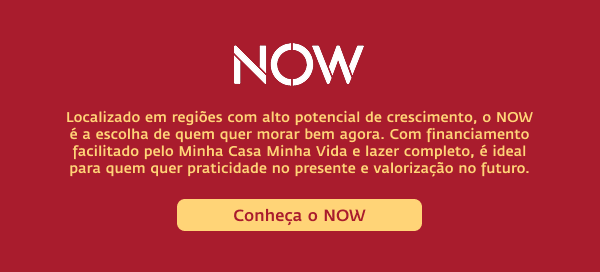 NOW
Localizado em regiões com alto potencial de crescimento, o NOW
é a escolha de quem quer morar bem agora. Com financiamento
facilitado pelo Minha Casa Minha Vida e lazer completo, é ideal
para quem quer praticidade no presente e valorização no futuro.
Conheça o NOW